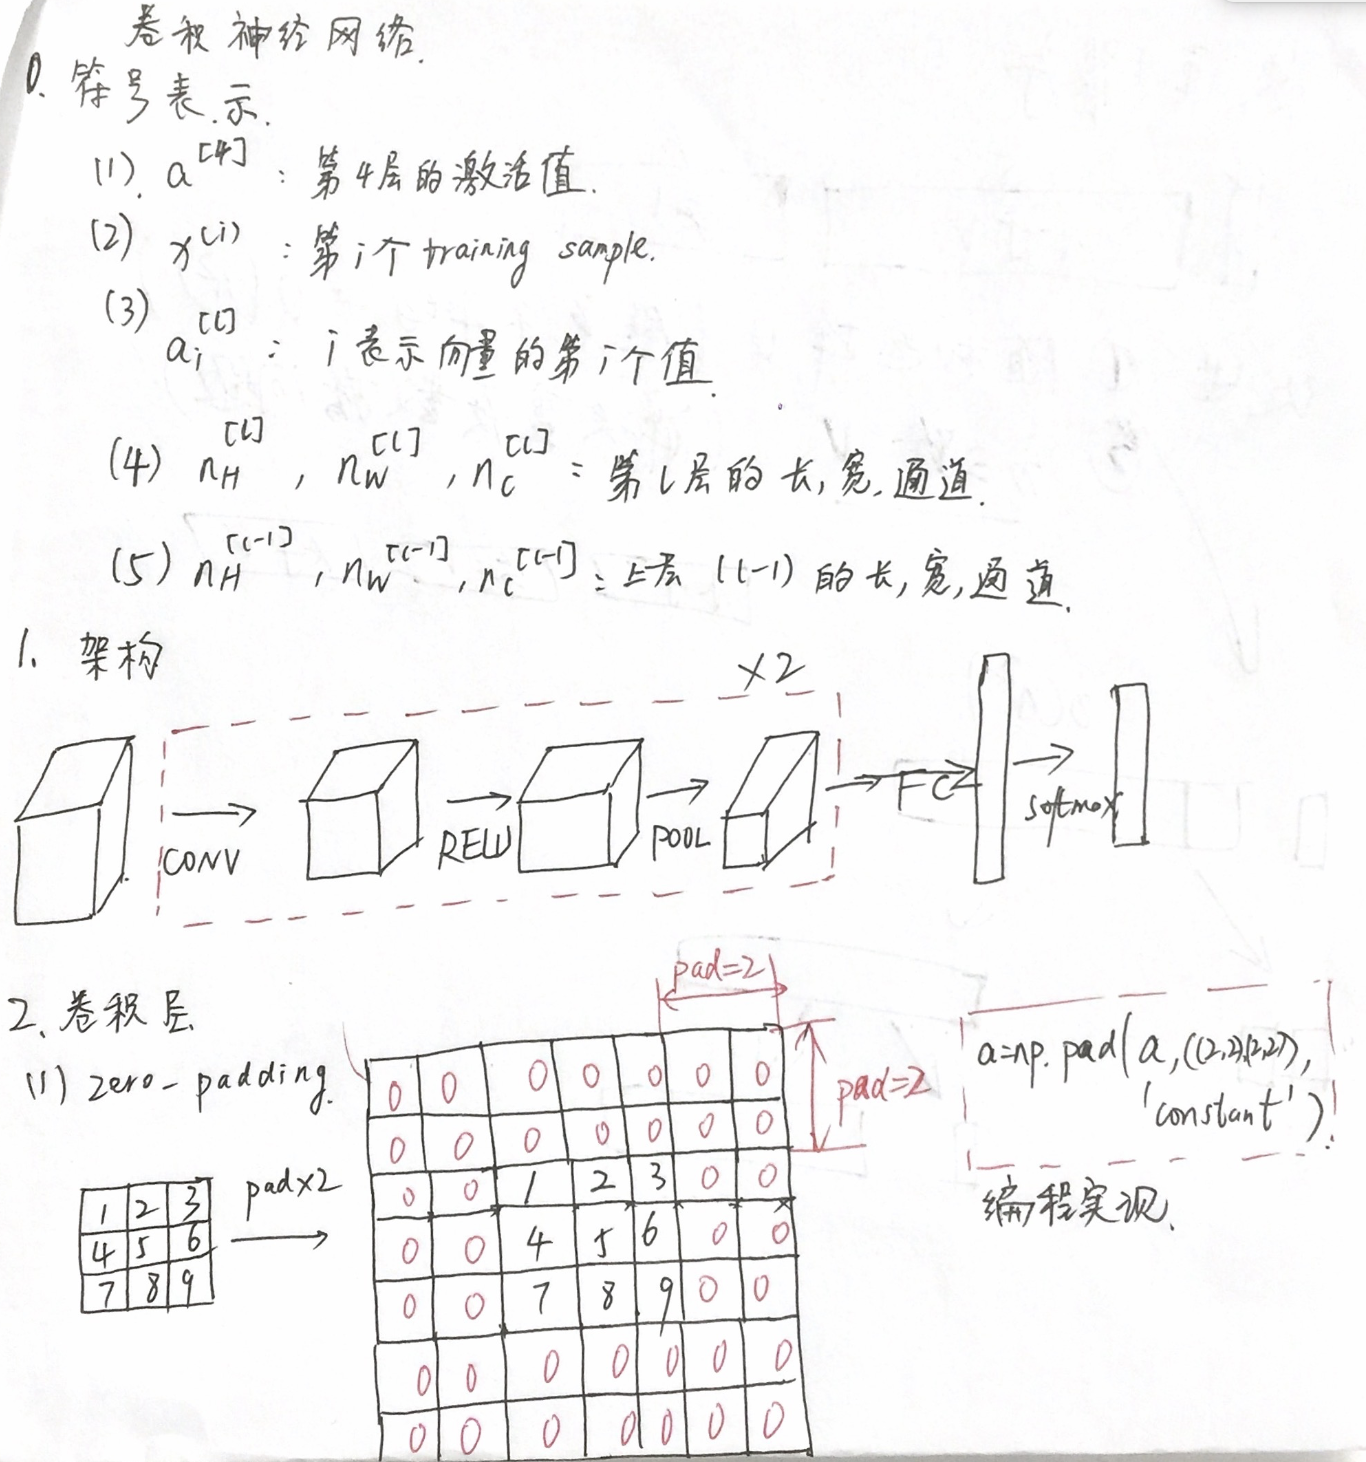 卷积神经网络.
0. 符号表示.
(1). a^[4] : 第4层的激活值.
(2) x^(i) : 第i个 training sample.
(3) a_i^[l] : i表示向量的第i个值.
(4) n_H^[l] , n_W^[l] , n_C^[l] : 第l层的长,宽,通道.
(5) n_H^[l-1] , n_W^[l-1] , n_C^[l-1] : 上层 (l-1) 的长,宽,通道.
1. 架构
×2
CONV RELU POOL FC softmax
2. 卷积层
(1) zero-padding.
pad=2
pad=2
a=np.pad(a,((2,2),(2,2)),
'constant')
编程实现.
1 2 3
4 5 6
7 8 9
pad×2
0 0 0 0 0 0 0
0 0 0 0 0 0 0
0 0 1 2 3 0 0
0 0 4 5 6 0 0
0 0 7 8 9 0 0
0 0 0 0 0 0 0
0 0 0 0 0 0 0